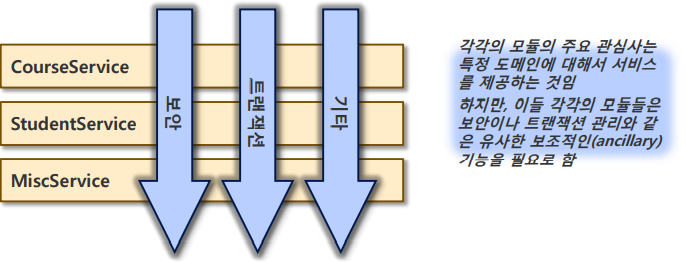 CourseService
StudentService
MiscService
보안
트랜잭션
기타
각각의 모듈의 주요 관심사는
특정 도메인에 대해서 서비스
를 제공하는 것임
하지만, 이들 각각의 모듈들은
보안이나 트랜잭션 관리와 같
은 유사한 보조적인(ancillary)
기능을 필요로 함